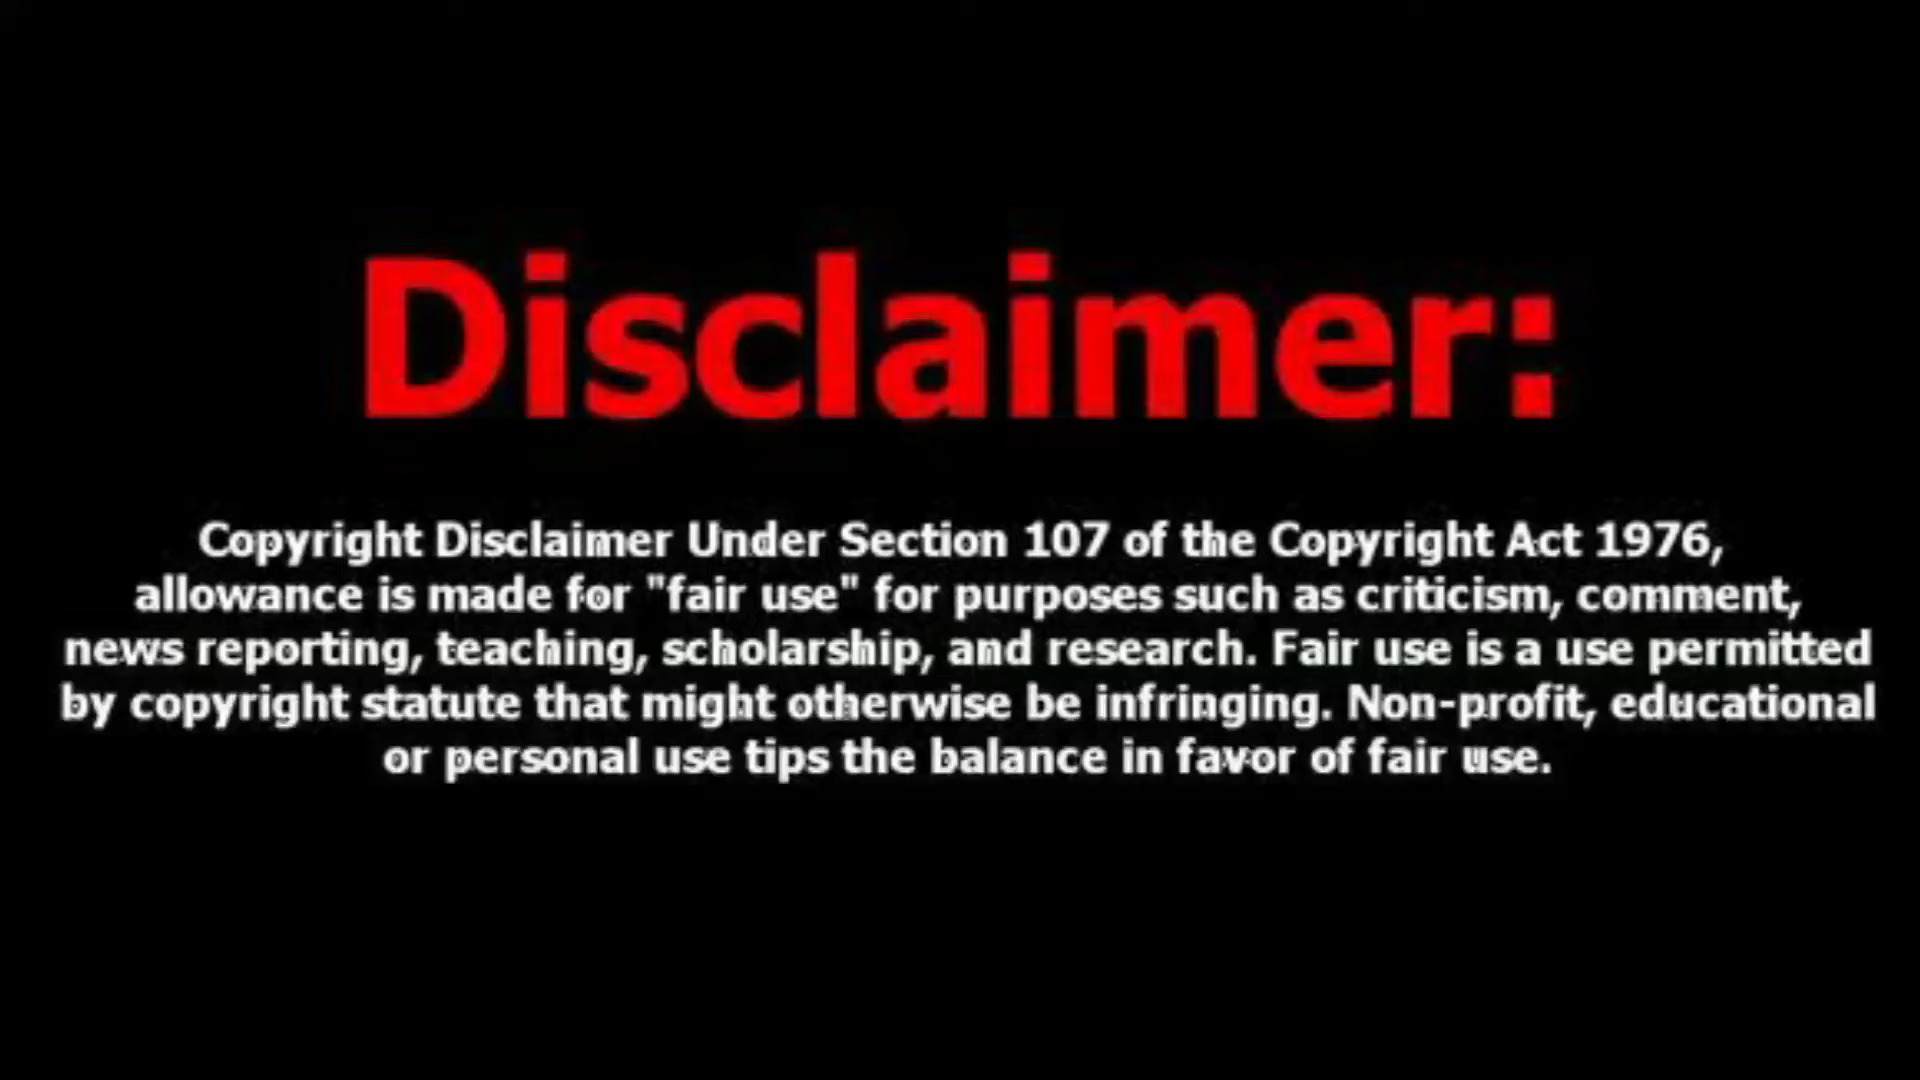 Disclaimer:
Copyright Disclaimer Under Section 107 of the Copyright Act 1976,
allowance is made for "fair use" for purposes such as criticism, comment,
news reporting, teaching, scholarship, and research. Fair use is a use permitted
by copyright statute that might otherwise be infringing. Non-profit, educational
or personal use tips the balance in favor of fair use.